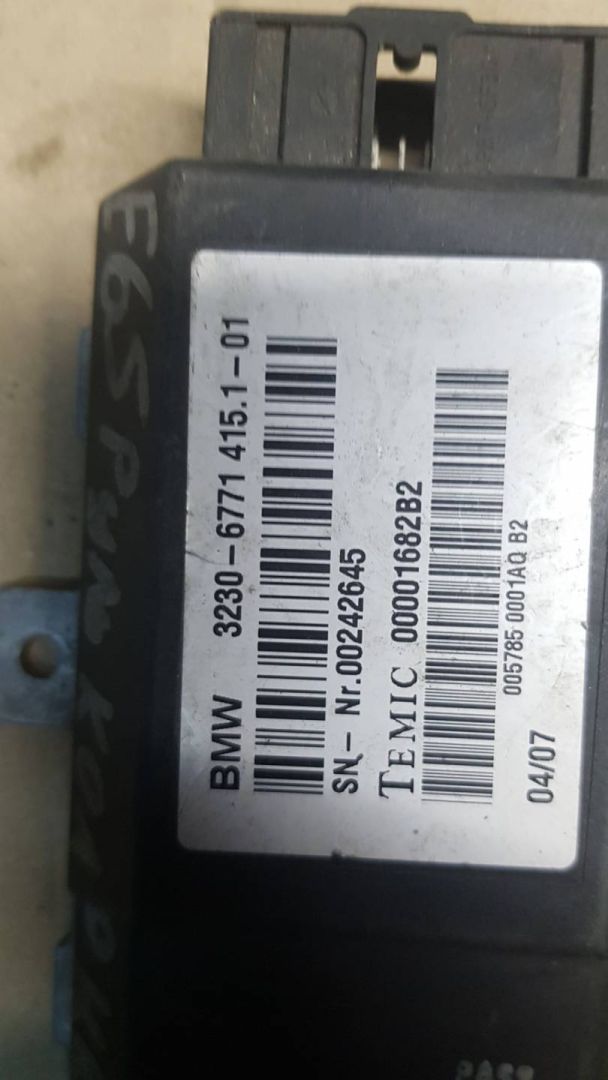 BMW 3230-6771 415.1-01
SN- Nr.00242645
TEMIC 00001682B2
005785 0001AQ B2
04/07
E65